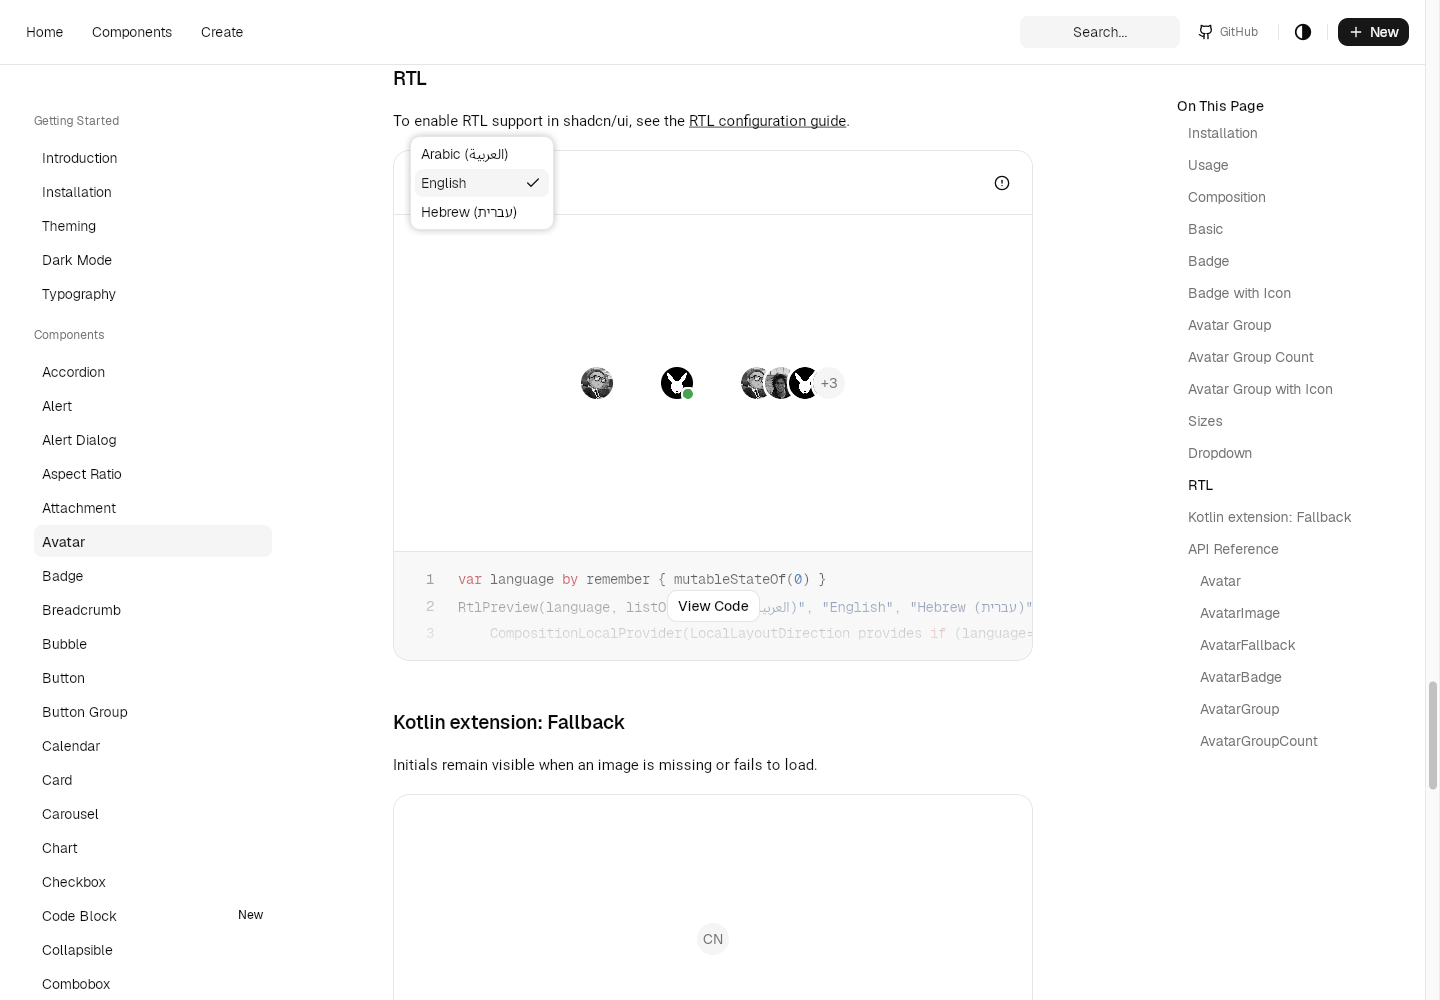 Home
Components
Create
Search...
GitHub
New
Getting Started
Introduction
Installation
Theming
Dark Mode
Typography
Components
Accordion
Alert
Alert Dialog
Aspect Ratio
Attachment
Avatar
Badge
Breadcrumb
Bubble
Button
Button Group
Calendar
Card
Carousel
Chart
Checkbox
Code Block New
Collapsible
Combobox
RTL
To enable RTL support in shadcn/ui, see the RTL configuration guide.
Arabic (العربية)
English
Hebrew (עברית)
+3
1 var language by remember { mutableStateOf(0) }
2 RtlPreview(language, listO
View Code
)", "English", "Hebrew (עברית)"
3 CompositionLocalProvider(LocalLayoutDirection provides if (language=
Kotlin extension: Fallback
Initials remain visible when an image is missing or fails to load.
CN
On This Page
Installation
Usage
Composition
Basic
Badge
Badge with Icon
Avatar Group
Avatar Group Count
Avatar Group with Icon
Sizes
Dropdown
RTL
Kotlin extension: Fallback
API Reference
Avatar
AvatarImage
AvatarFallback
AvatarBadge
AvatarGroup
AvatarGroupCount